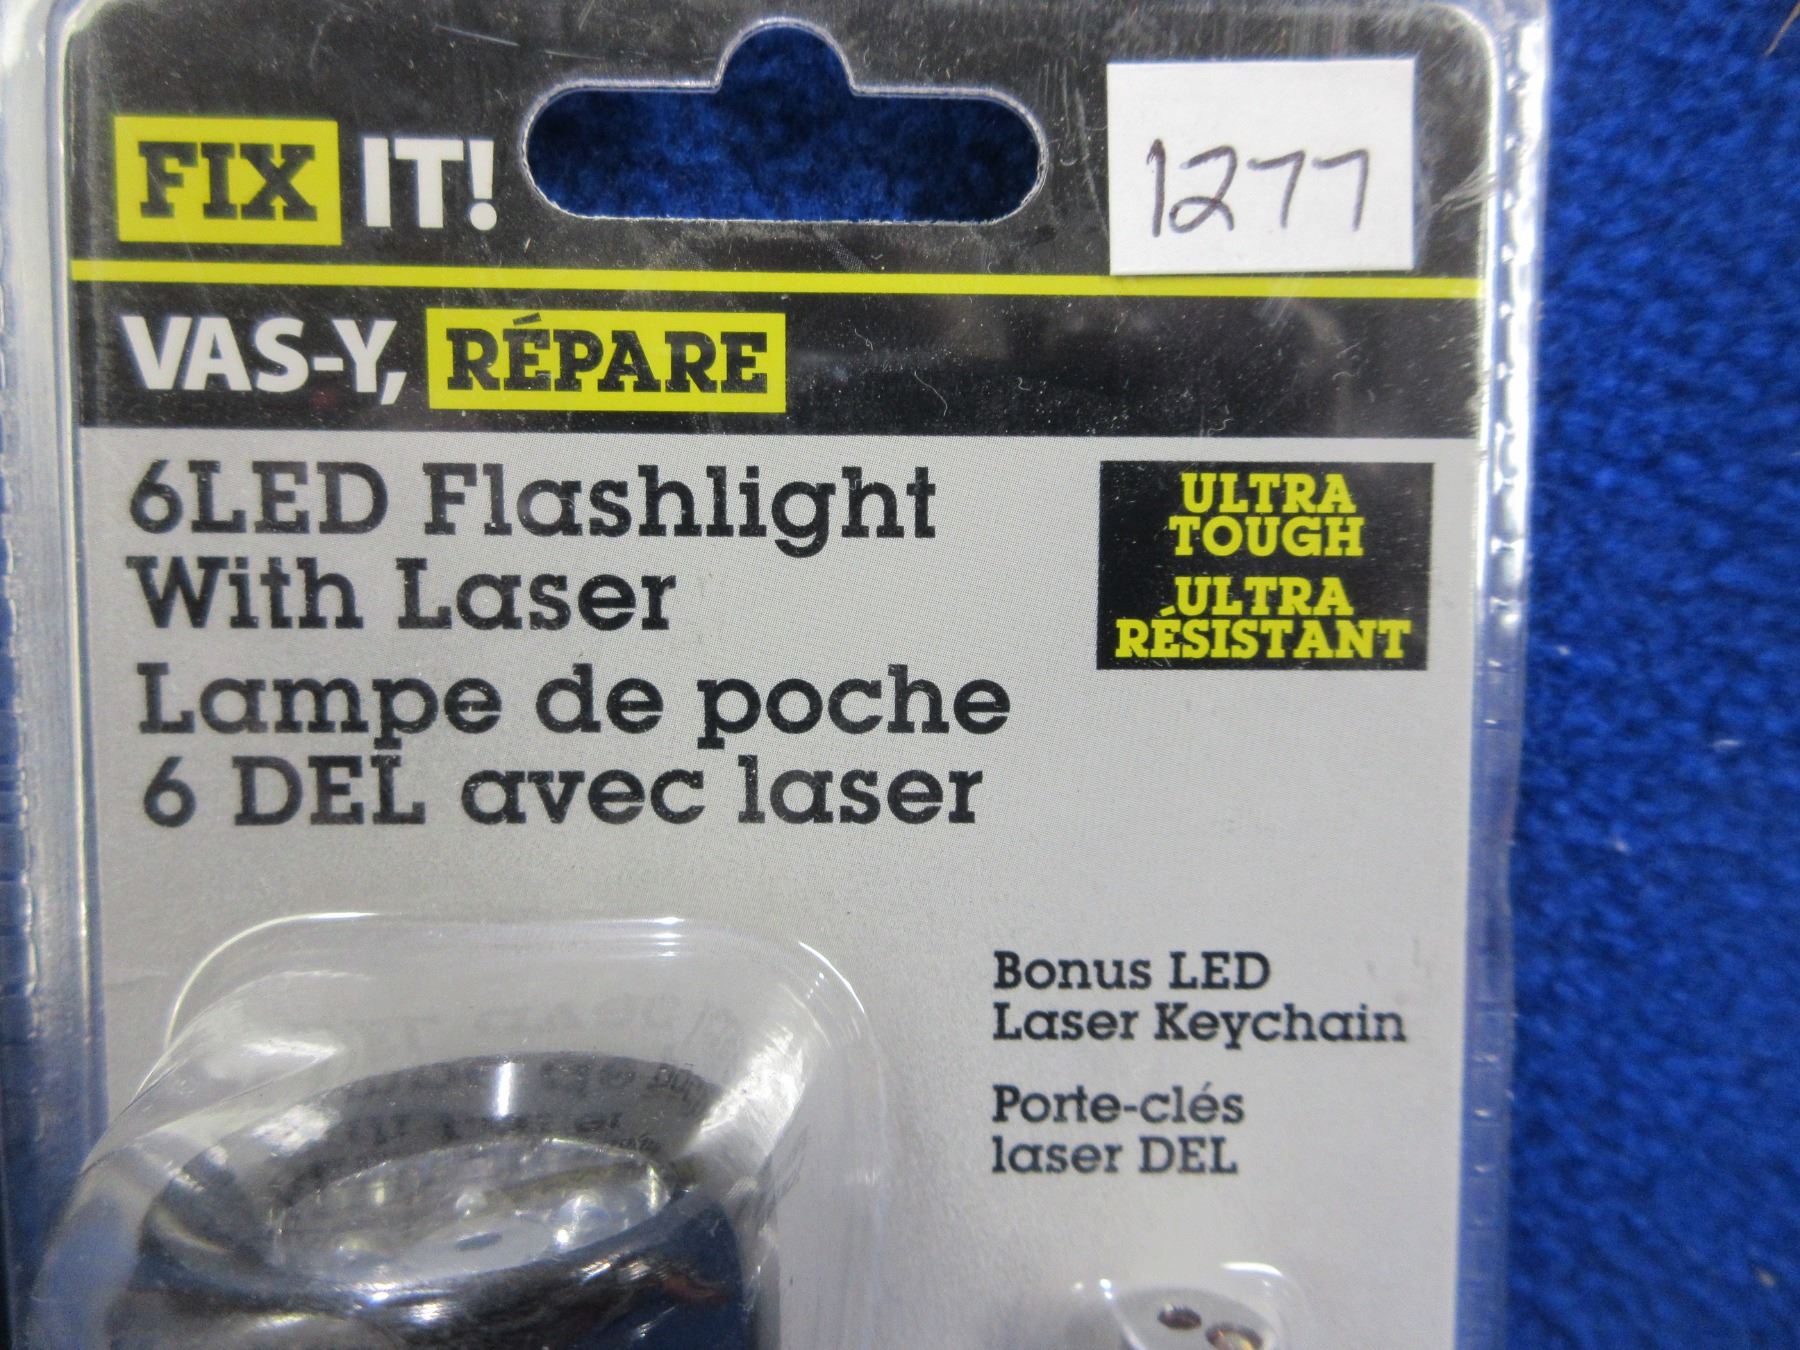 FIX IT!
1277
VAS-Y, RÉPARE
6LED Flashlight
With Laser
Lampe de poche
6 DEL avec laser
ULTRA
TOUGH
ULTRA
RÉSISTANT
Bonus LED
Laser Keychain
Porte-clés
laser DEL